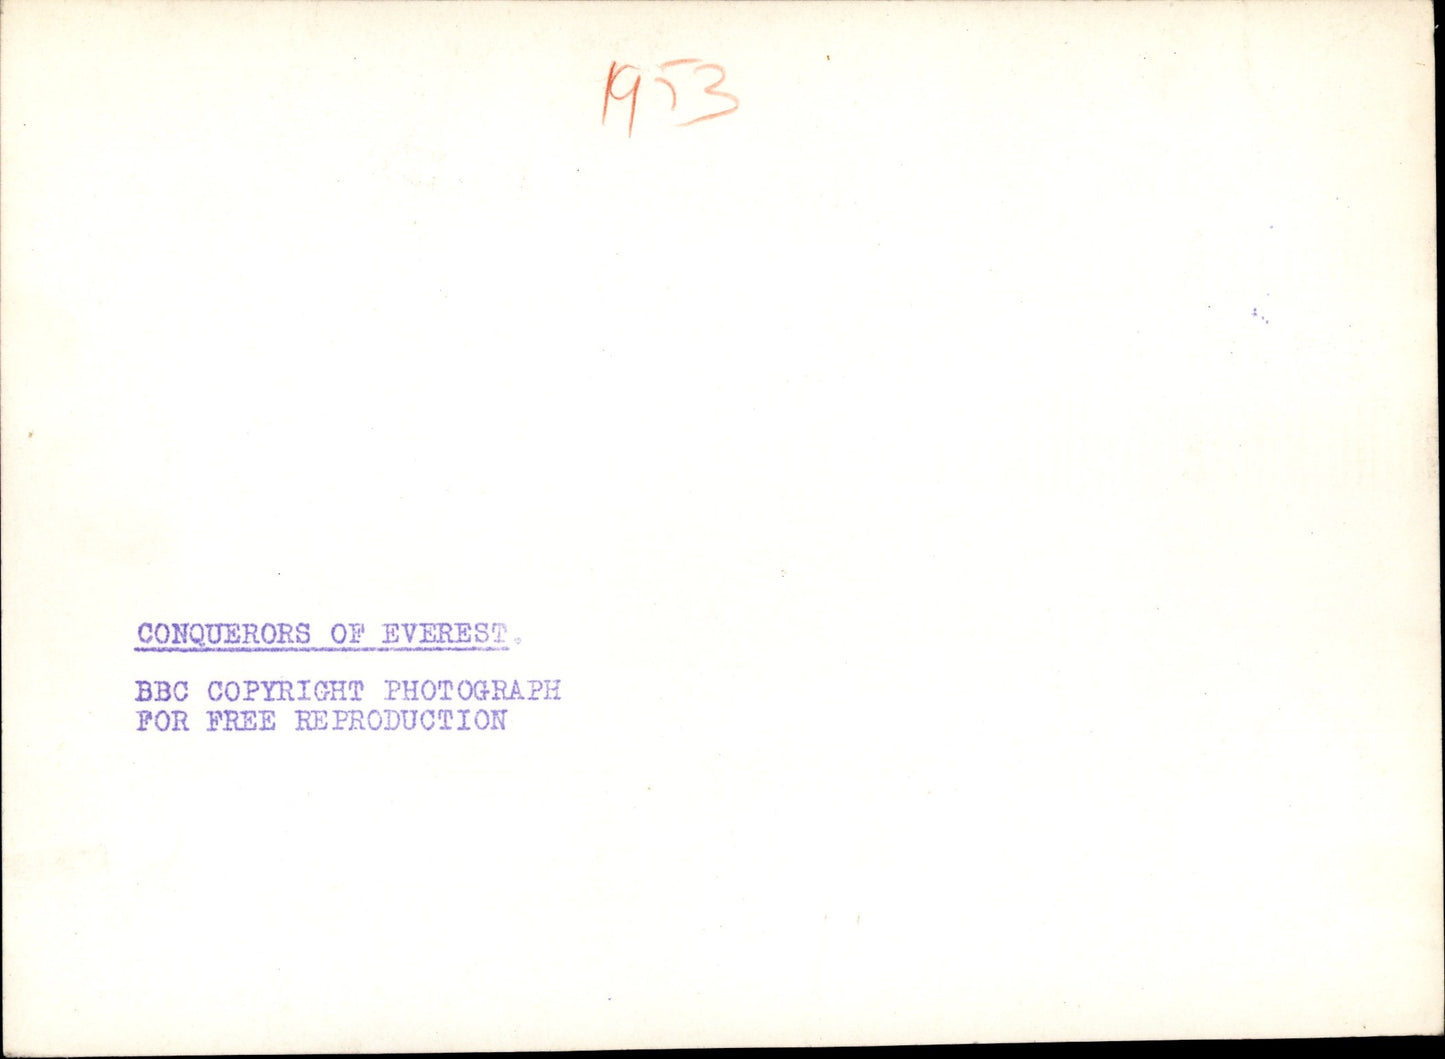 1953
CONQUERORS OF EVEREST.
BBC COPYRIGHT PHOTOGRAPH
FOR FREE REPRODUCTION